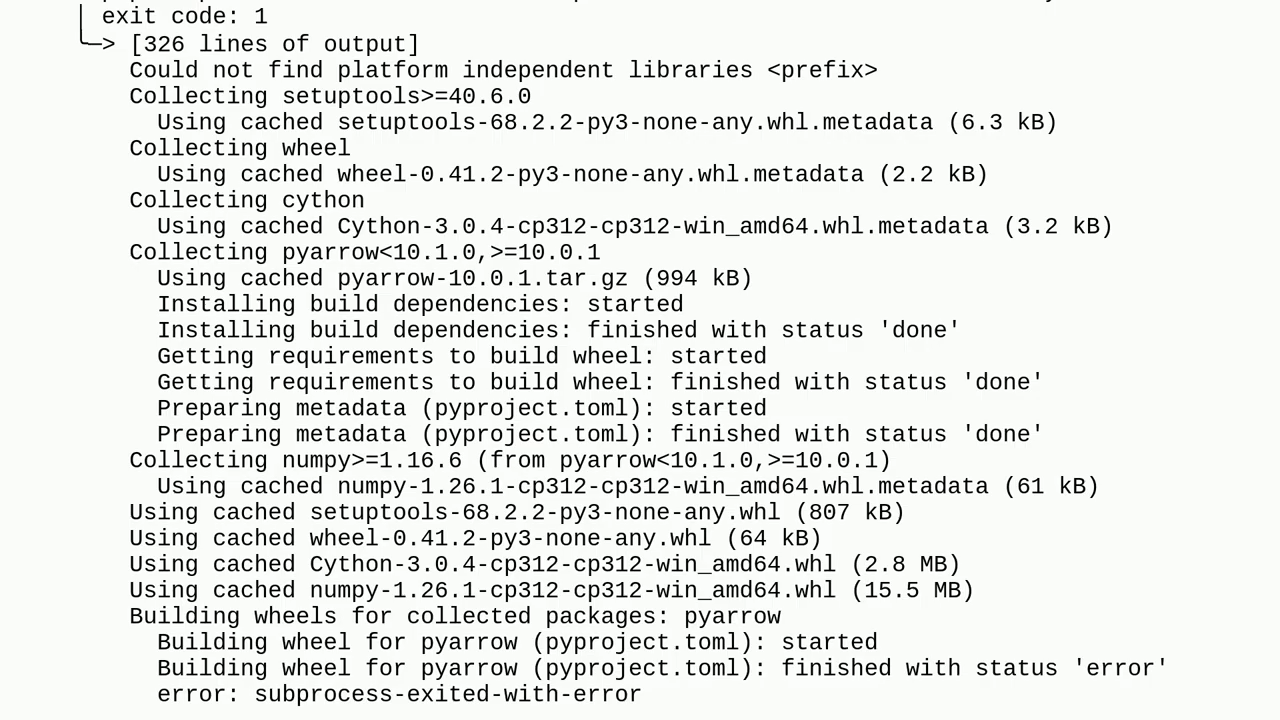 exit code: 1
[326 lines of output]
Could not find platform independent libraries <prefix>
Collecting setuptools>=40.6.0
Using cached setuptools-68.2.2-py3-none-any.whl.metadata (6.3 kB)
Collecting wheel
Using cached wheel-0.41.2-py3-none-any.whl.metadata (2.2 kB)
Collecting cython
Using cached Cython-3.0.4-cp312-cp312-win_amd64.whl.metadata (3.2 kB)
Collecting pyarrow<10.1.0,>=10.0.1
Using cached pyarrow-10.0.1.tar.gz (994 kB)
Installing build dependencies: started
Installing build dependencies: finished with status 'done'
Getting requirements to build wheel: started
Getting requirements to build wheel: finished with status 'done'
Preparing metadata (pyproject.toml): started
Preparing metadata (pyproject.toml): finished with status 'done'
Collecting numpy>=1.16.6 (from pyarrow<10.1.0,>=10.0.1)
Using cached numpy-1.26.1-cp312-cp312-win_amd64.whl.metadata (61 kB)
Using cached setuptools-68.2.2-py3-none-any.whl (807 kB)
Using cached wheel-0.41.2-py3-none-any.whl (64 kB)
Using cached Cython-3.0.4-cp312-cp312-win_amd64.whl (2.8 MB)
Using cached numpy-1.26.1-cp312-cp312-win_amd64.whl (15.5 MB)
Building wheels for collected packages: pyarrow
Building wheel for pyarrow (pyproject.toml): started
Building wheel for pyarrow (pyproject.toml): finished with status 'error'
error: subprocess-exited-with-error